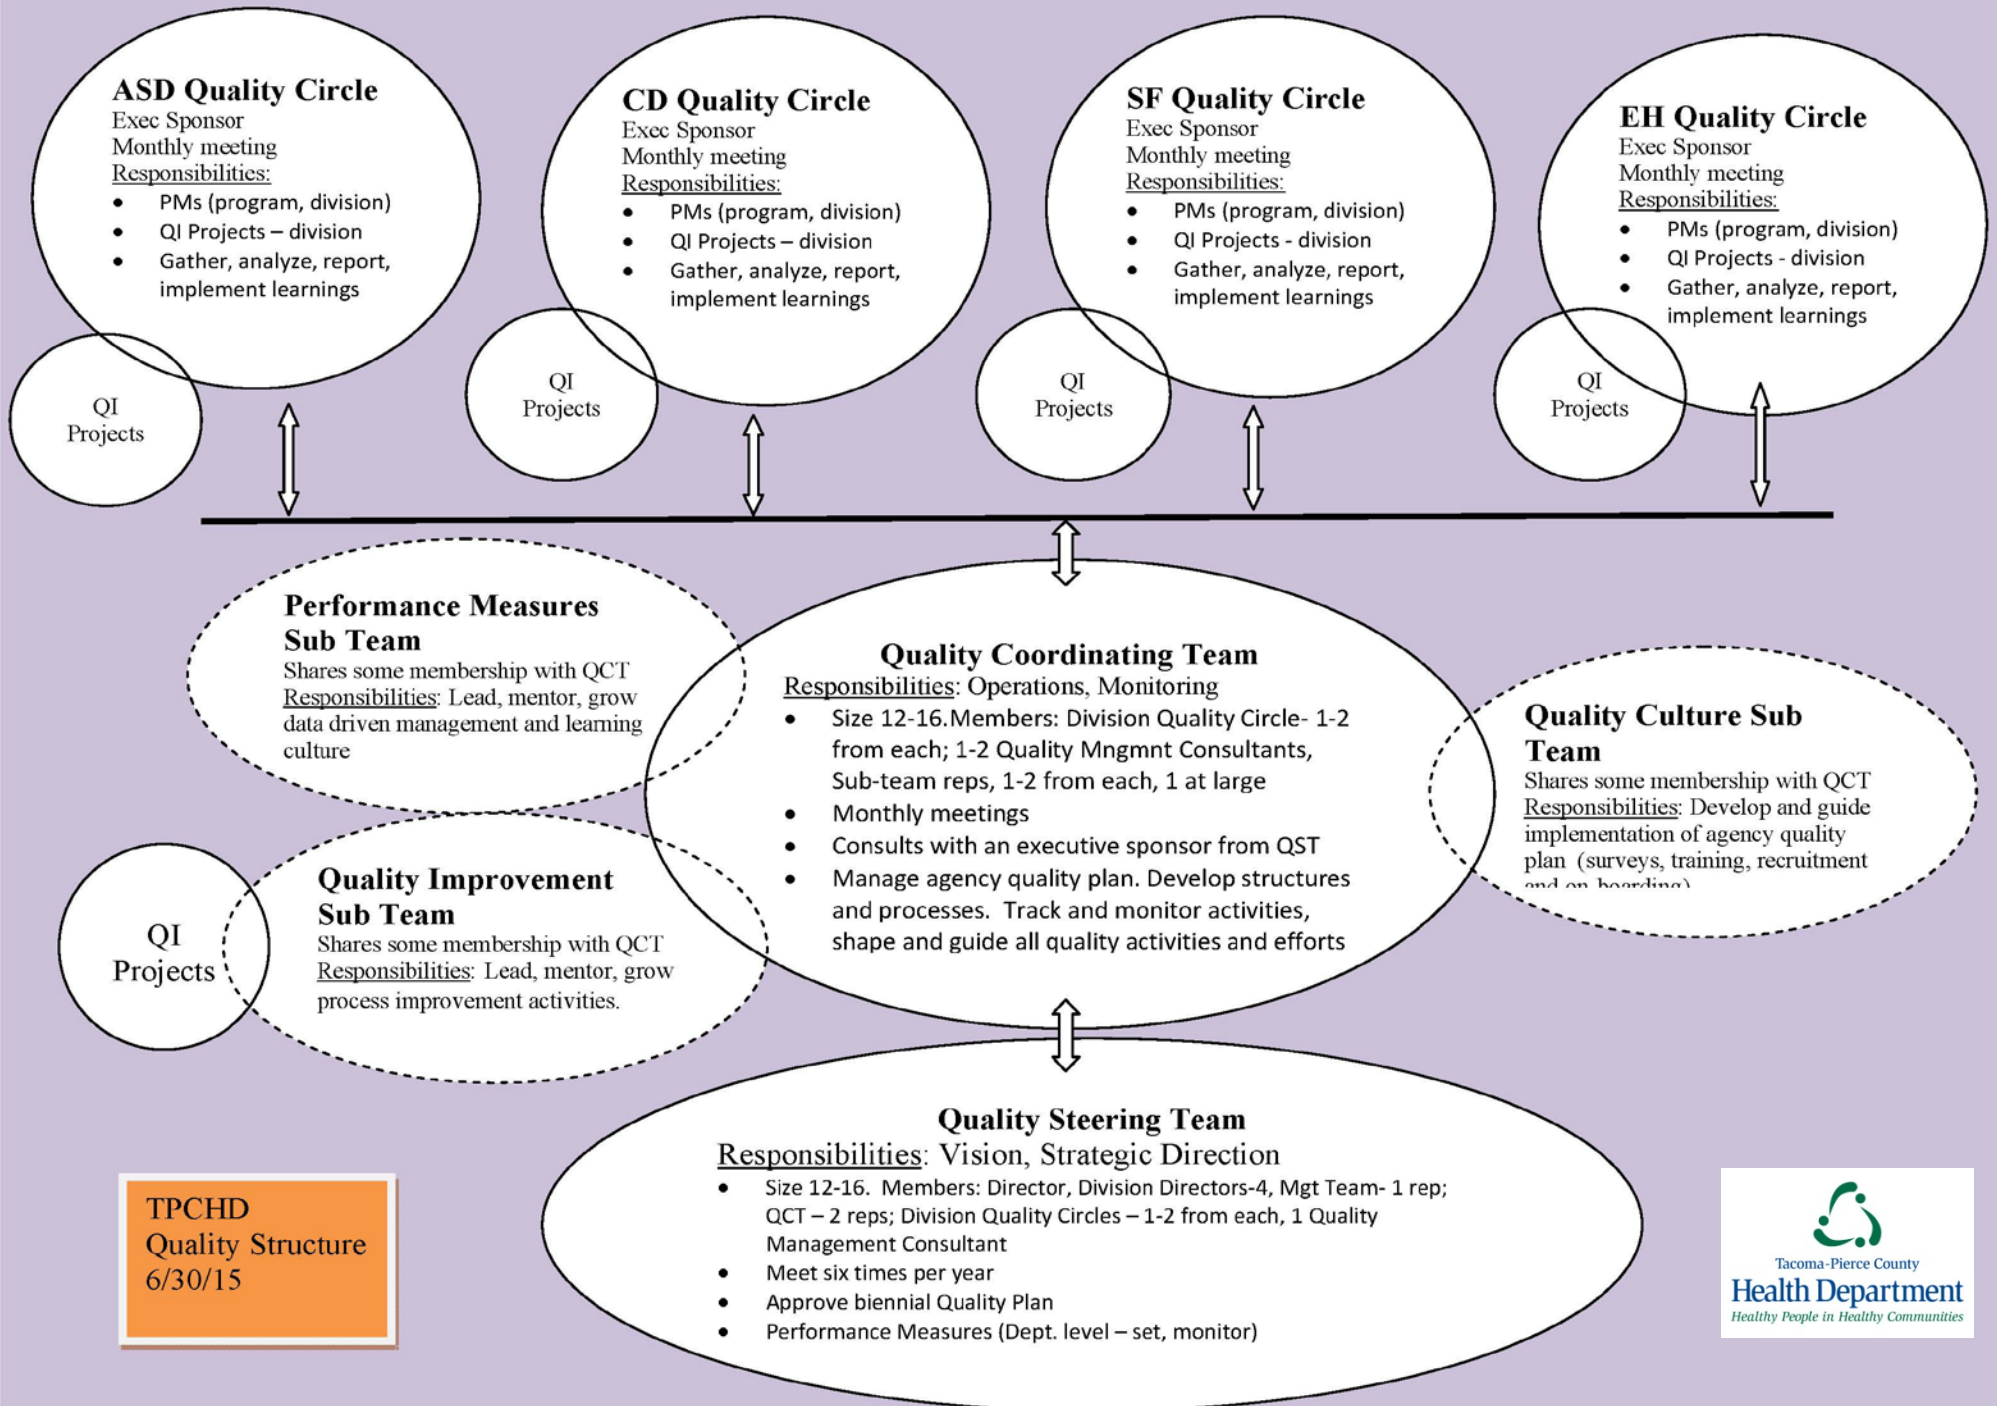 ASD Quality Circle
Exec Sponsor
Monthly meeting
Responsibilities:
• PMs (program, division)
• QI Projects – division
• Gather, analyze, report,
implement learnings
QI
Projects
CD Quality Circle
Exec Sponsor
Monthly meeting
Responsibilities:
• PMs (program, division)
• QI Projects – division
• Gather, analyze, report,
implement learnings
QI
Projects
SF Quality Circle
Exec Sponsor
Monthly meeting
Responsibilities:
• PMs (program, division)
• QI Projects - division
• Gather, analyze, report,
implement learnings
QI
Projects
EH Quality Circle
Exec Sponsor
Monthly meeting
Responsibilities:
• PMs (program, division)
• QI Projects - division
• Gather, analyze, report,
implement learnings
QI
Projects
Performance Measures
Sub Team
Shares some membership with QCT
Responsibilities: Lead, mentor, grow
data driven management and learning
culture
Quality Coordinating Team
Responsibilities: Operations, Monitoring
• Size 12-16.Members: Division Quality Circle- 1-2
from each; 1-2 Quality Mngmnt Consultants,
Sub-team reps, 1-2 from each, 1 at large
• Monthly meetings
• Consults with an executive sponsor from QST
• Manage agency quality plan. Develop structures
and processes. Track and monitor activities,
shape and guide all quality activities and efforts
Quality Culture Sub
Team
Shares some membership with QCT
Responsibilities: Develop and guide
implementation of agency quality
plan (surveys, training, recruitment
and on-boarding)
QI
Projects
Quality Improvement
Sub Team
Shares some membership with QCT
Responsibilities: Lead, mentor, grow
process improvement activities.
Quality Steering Team
Responsibilities: Vision, Strategic Direction
• Size 12-16. Members: Director, Division Directors-4, Mgt Team- 1 rep;
QCT – 2 reps; Division Quality Circles – 1-2 from each, 1 Quality
Management Consultant
• Meet six times per year
• Approve biennial Quality Plan
• Performance Measures (Dept. level – set, monitor)
TPCHD
Quality Structure
6/30/15
Tacoma-Pierce County
Health Department
Healthy People in Healthy Communities